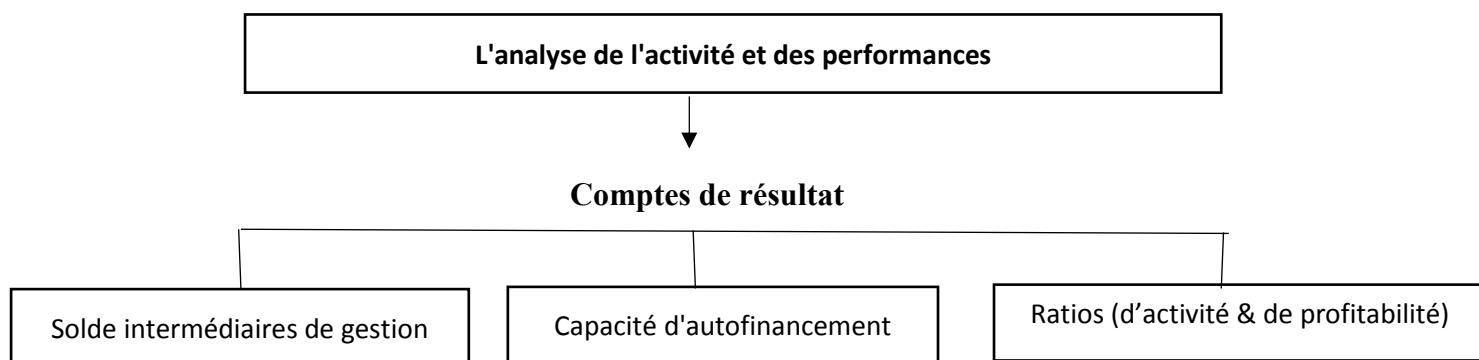 L'analyse de l'activité et des performances
Comptes de résultat
Solde intermédiaires de gestion
Capacité d'autofinancement
Ratios (d’activité & de profitabilité)